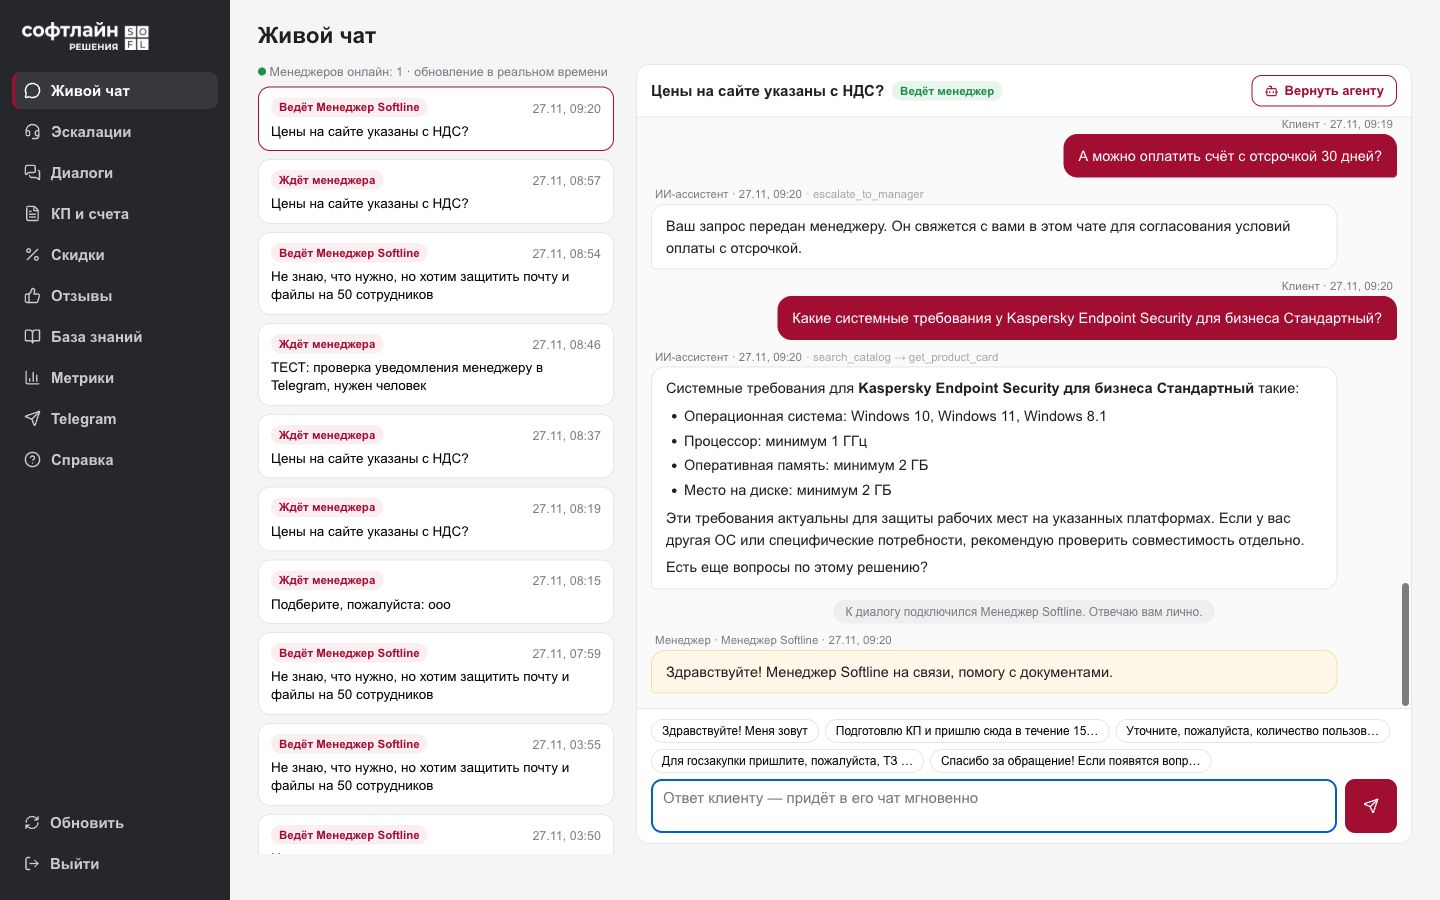 софтлайн
РЕШЕНИЯ
SO
FL
Живой чат
Эскалации
Диалоги
КП и счета
Скидки
Отзывы
База знаний
Метрики
Telegram
Справка
Обновить
Выйти
Живой чат
Менеджеров онлайн: 1 · обновление в реальном времени
Ведёт Менеджер Softline 27.11, 09:20
Цены на сайте указаны с НДС?
Ждёт менеджера 27.11, 08:57
Цены на сайте указаны с НДС?
Ведёт Менеджер Softline 27.11, 08:54
Не знаю, что нужно, но хотим защитить почту и
файлы на 50 сотрудников
Ждёт менеджера 27.11, 08:46
ТЕСТ: проверка уведомления менеджеру в
Telegram, нужен человек
Ждёт менеджера 27.11, 08:37
Цены на сайте указаны с НДС?
Ждёт менеджера 27.11, 08:19
Цены на сайте указаны с НДС?
Ждёт менеджера 27.11, 08:15
Подберите, пожалуйста: ооо
Ведёт Менеджер Softline 27.11, 07:59
Не знаю, что нужно, но хотим защитить почту и
файлы на 50 сотрудников
Ведёт Менеджер Softline 27.11, 03:55
Не знаю, что нужно, но хотим защитить почту и
файлы на 50 сотрудников
Ведёт Менеджер Softline 27.11, 03:50
Цены на сайте указаны с НДС? Ведёт менеджер
Вернуть агенту
Клиент · 27.11, 09:19
А можно оплатить счёт с отсрочкой 30 дней?
ИИ-ассистент · 27.11, 09:20 · escalate_to_manager
Ваш запрос передан менеджеру. Он свяжется с вами в этом чате для согласования условий
оплаты с отсрочкой.
Клиент · 27.11, 09:20
Какие системные требования у Kaspersky Endpoint Security для бизнеса Стандартный?
ИИ-ассистент · 27.11, 09:20 · search_catalog → get_product_card
Системные требования для Kaspersky Endpoint Security для бизнеса Стандартный такие:
• Операционная система: Windows 10, Windows 11, Windows 8.1
• Процессор: минимум 1 ГГц
• Оперативная память: минимум 2 ГБ
• Место на диске: минимум 2 ГБ
Эти требования актуальны для защиты рабочих мест на указанных платформах. Если у вас
другая ОС или специфические потребности, рекомендую проверить совместимость отдельно.
Есть еще вопросы по этому решению?
К диалогу подключился Менеджер Softline. Отвечаю вам лично.
Менеджер · Менеджер Softline · 27.11, 09:20
Здравствуйте! Менеджер Softline на связи, помогу с документами.
Здравствуйте! Меня зовут
Подготовлю КП и пришлю сюда в течение 15…
Уточните, пожалуйста, количество пользов…
Для госзакупки пришлите, пожалуйста, ТЗ …
Спасибо за обращение! Если появятся вопр…
Ответ клиенту — придёт в его чат мгновенно